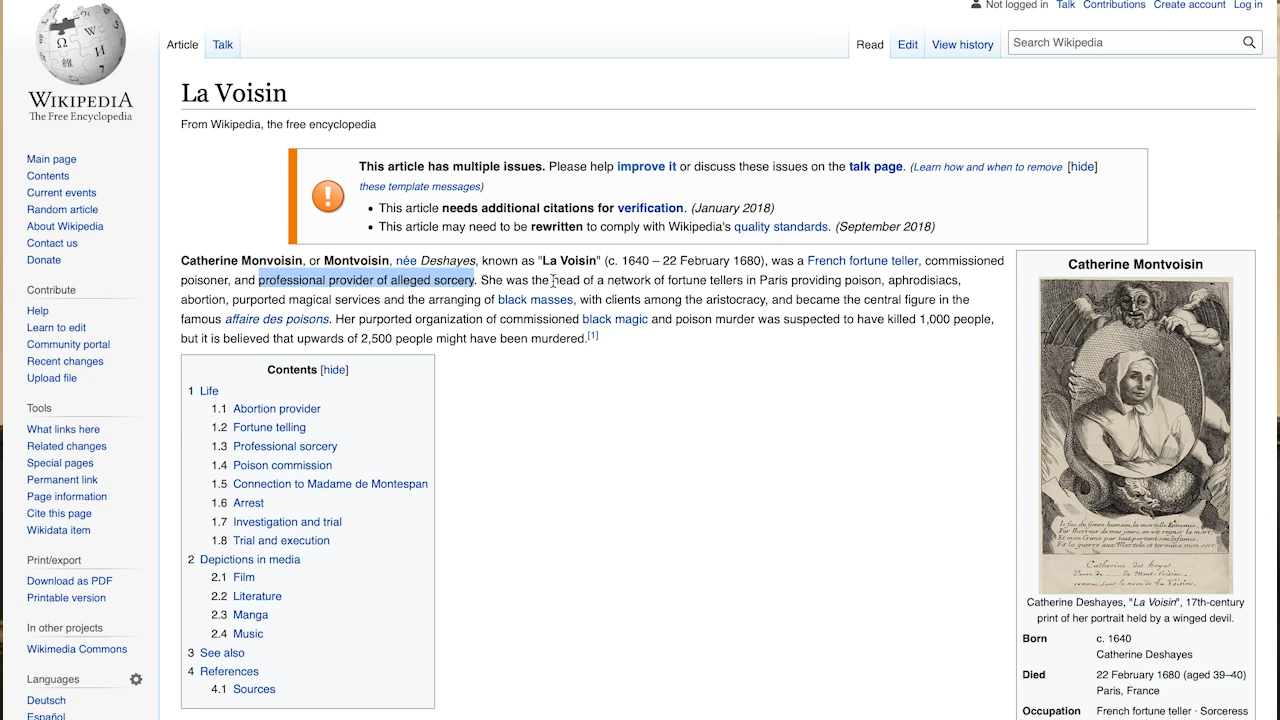 Not logged in Talk Contributions Create account Log in
Article Talk Read Edit View history Search Wikipedia
WIKIPEDIA
The Free Encyclopedia
Main page
Contents
Current events
Random article
About Wikipedia
Contact us
Donate
Contribute
Help
Learn to edit
Community portal
Recent changes
Upload file
Tools
What links here
Related changes
Special pages
Permanent link
Page information
Cite this page
Wikidata item
Print/export
Download as PDF
Printable version
In other projects
Wikimedia Commons
Languages
Deutsch
Español
La Voisin
From Wikipedia, the free encyclopedia
This article has multiple issues. Please help improve it or discuss these issues on the talk page. (Learn how and when to remove [hide]
these template messages)
• This article needs additional citations for verification. (January 2018)
• This article may need to be rewritten to comply with Wikipedia's quality standards. (September 2018)
Catherine Monvoisin, or Montvoisin, née Deshayes, known as "La Voisin" (c. 1640 – 22 February 1680), was a French fortune teller, commissioned
poisoner, and professional provider of alleged sorcery. She was the head of a network of fortune tellers in Paris providing poison, aphrodisiacs,
abortion, purported magical services and the arranging of black masses, with clients among the aristocracy, and became the central figure in the
famous affaire des poisons. Her purported organization of commissioned black magic and poison murder was suspected to have killed 1,000 people,
but it is believed that upwards of 2,500 people might have been murdered.[1]
Contents [hide]
1 Life
1.1 Abortion provider
1.2 Fortune telling
1.3 Professional sorcery
1.4 Poison commission
1.5 Connection to Madame de Montespan
1.6 Arrest
1.7 Investigation and trial
1.8 Trial and execution
2 Depictions in media
2.1 Film
2.2 Literature
2.3 Manga
2.4 Music
3 See also
4 References
4.1 Sources
Catherine Montvoisin
Catherine Deshayes, "La Voisin", 17th-century
print of her portrait held by a winged devil.
Born c. 1640
Catherine Deshayes
Died 22 February 1680 (aged 39–40)
Paris, France
Occupation French fortune teller · Sorceress